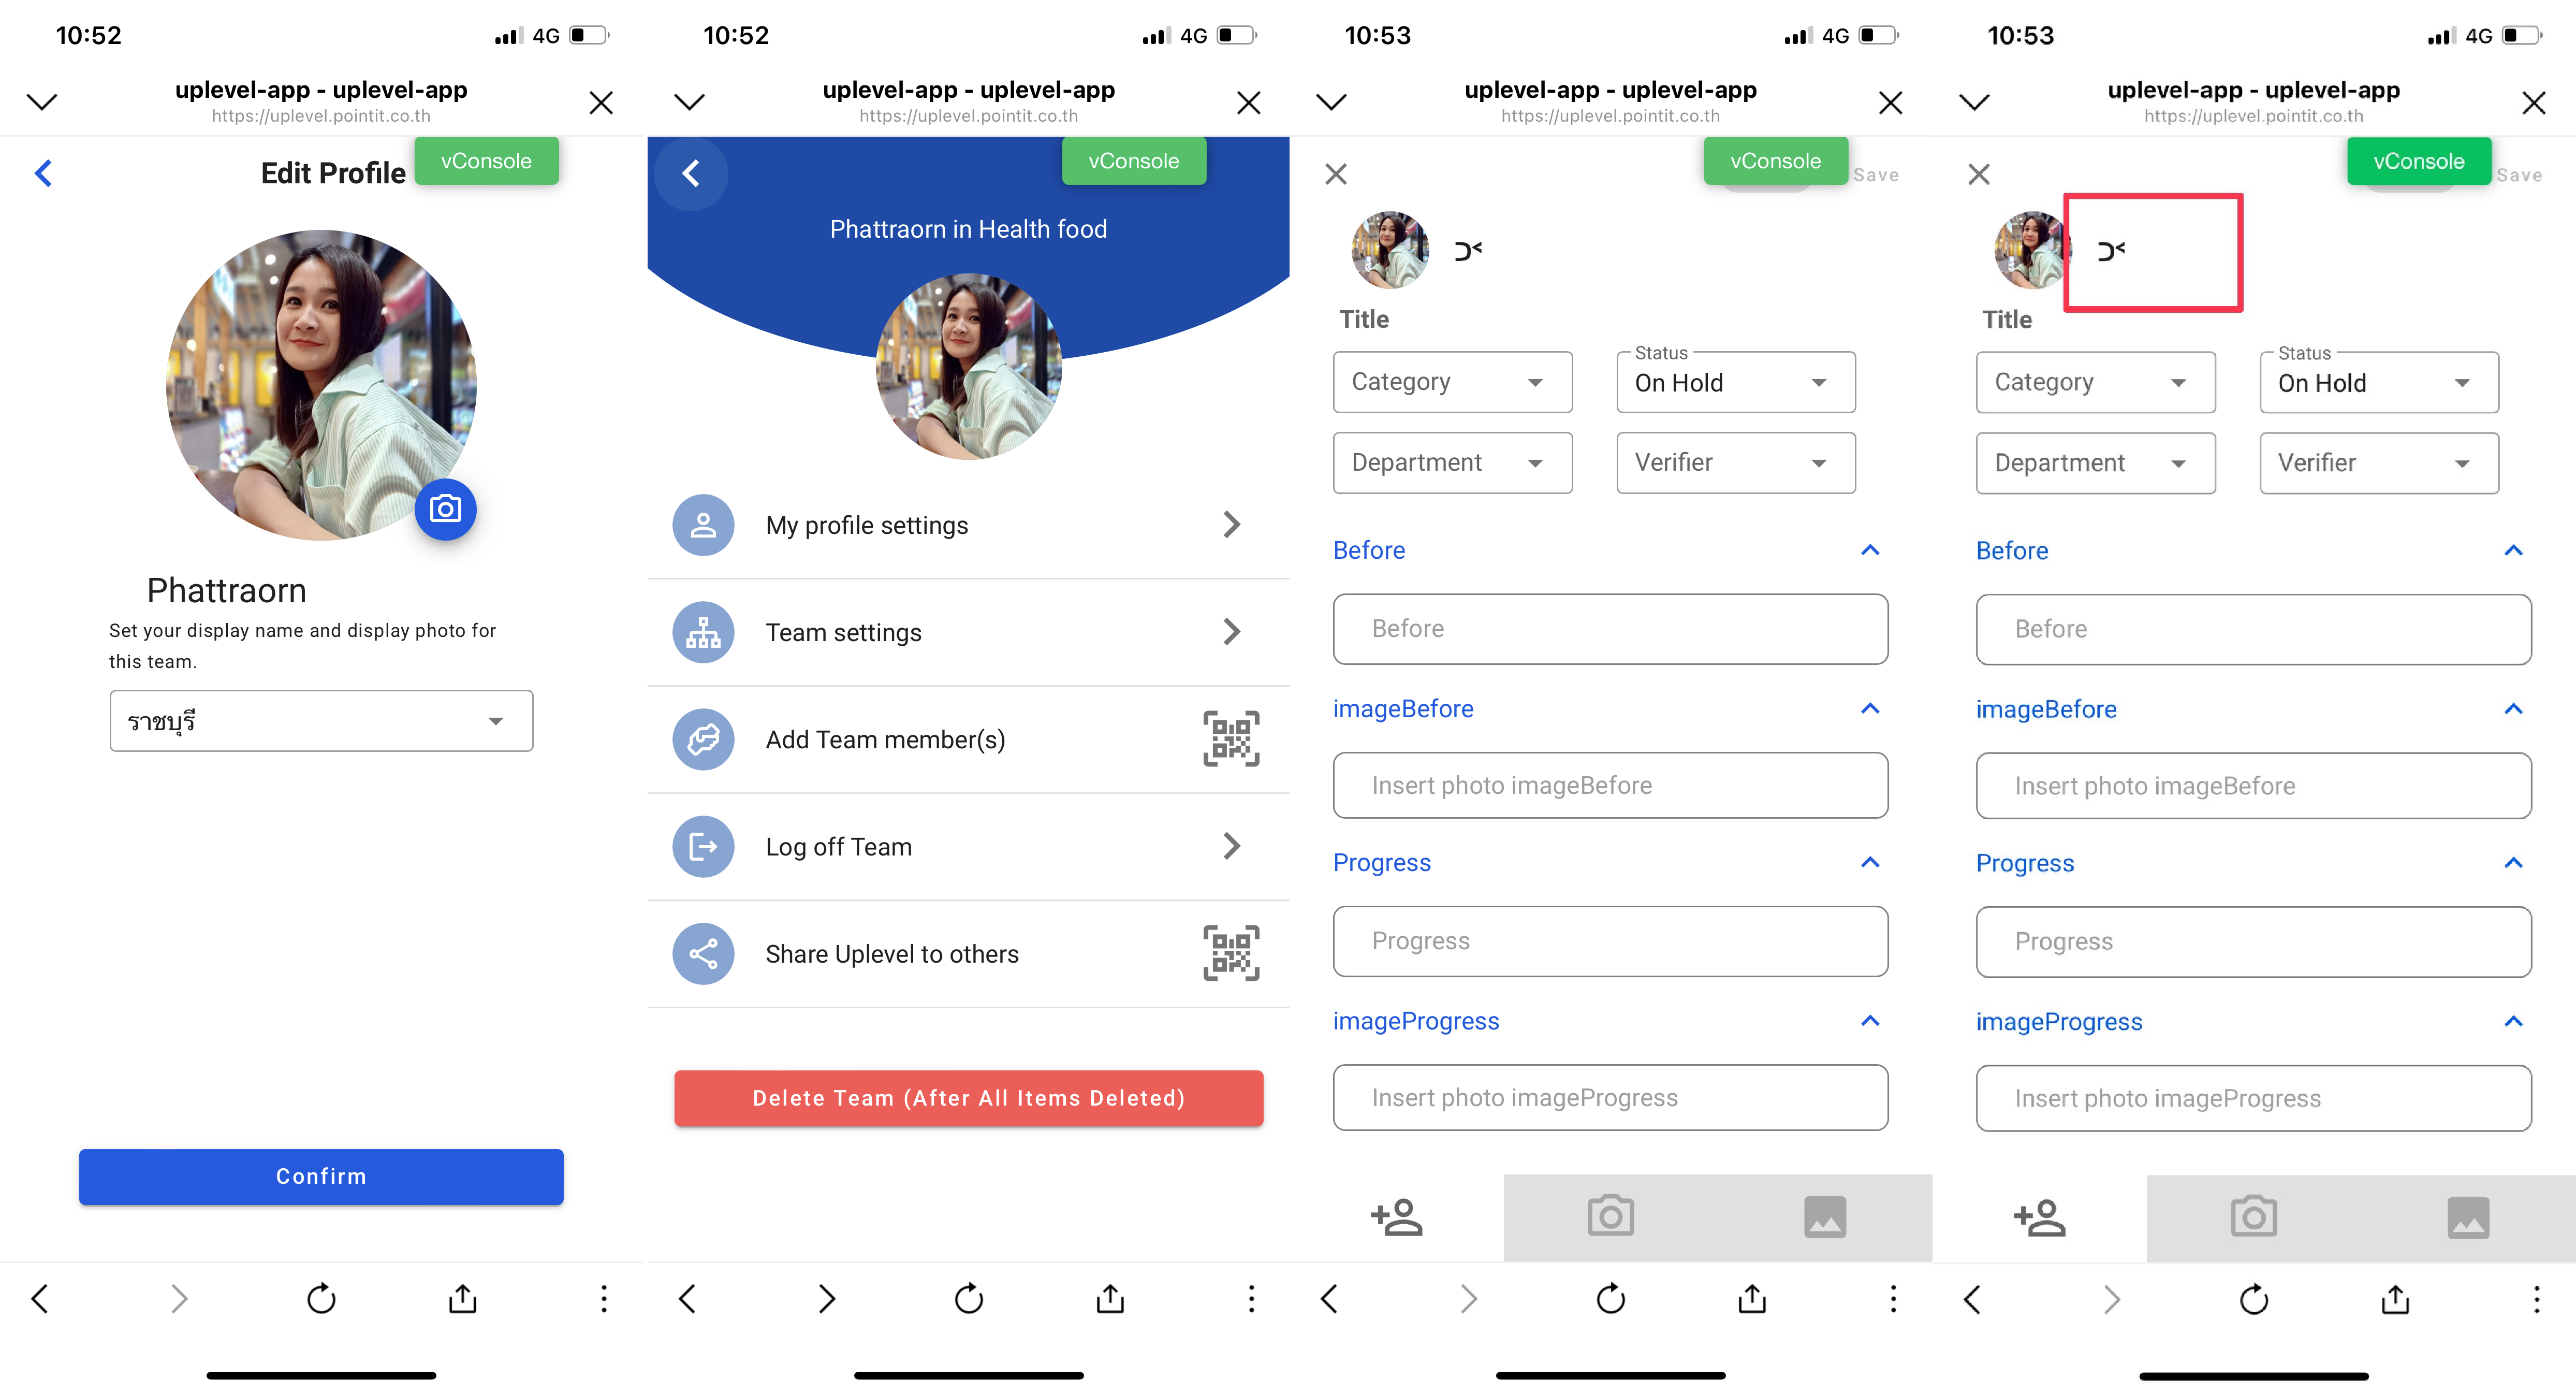 10:52
4G
uplevel-app - uplevel-app
https://uplevel.pointit.co.th
Edit Profile
vConsole
Phattraorn
Set your display name and display photo for
this team.
ราชบุรี
Confirm
10:52
4G
uplevel-app - uplevel-app
https://uplevel.pointit.co.th
vConsole
Phattraorn in Health food
My profile settings
Team settings
Add Team member(s)
Log off Team
Share Uplevel to others
Delete Team (After All Items Deleted)
10:53
4G
uplevel-app - uplevel-app
https://uplevel.pointit.co.th
vConsole
Save
Title
Category
Status
On Hold
Department
Verifier
Before
Before
imageBefore
Insert photo imageBefore
Progress
Progress
imageProgress
Insert photo imageProgress
10:53
4G
uplevel-app - uplevel-app
https://uplevel.pointit.co.th
vConsole
Save
Title
Category
Status
On Hold
Department
Verifier
Before
Before
imageBefore
Insert photo imageBefore
Progress
Progress
imageProgress
Insert photo imageProgress